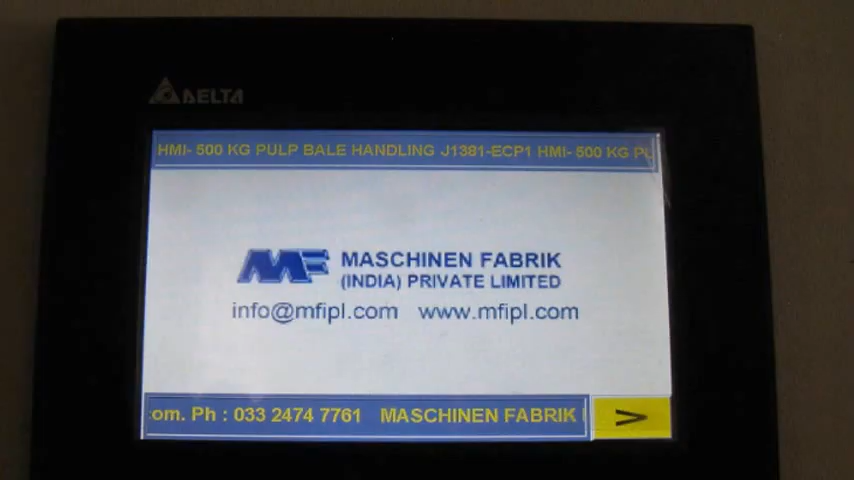 DELTA
HMI- 500 KG PULP BALE HANDLING J1381-ECP1 HMI- 500 KG
MF MASCHINEN FABRIK
(INDIA) PRIVATE LIMITED
info@mfipl.com www.mfipl.com
om. Ph : 033 2474 7761 MASCHINEN FABRIK
>